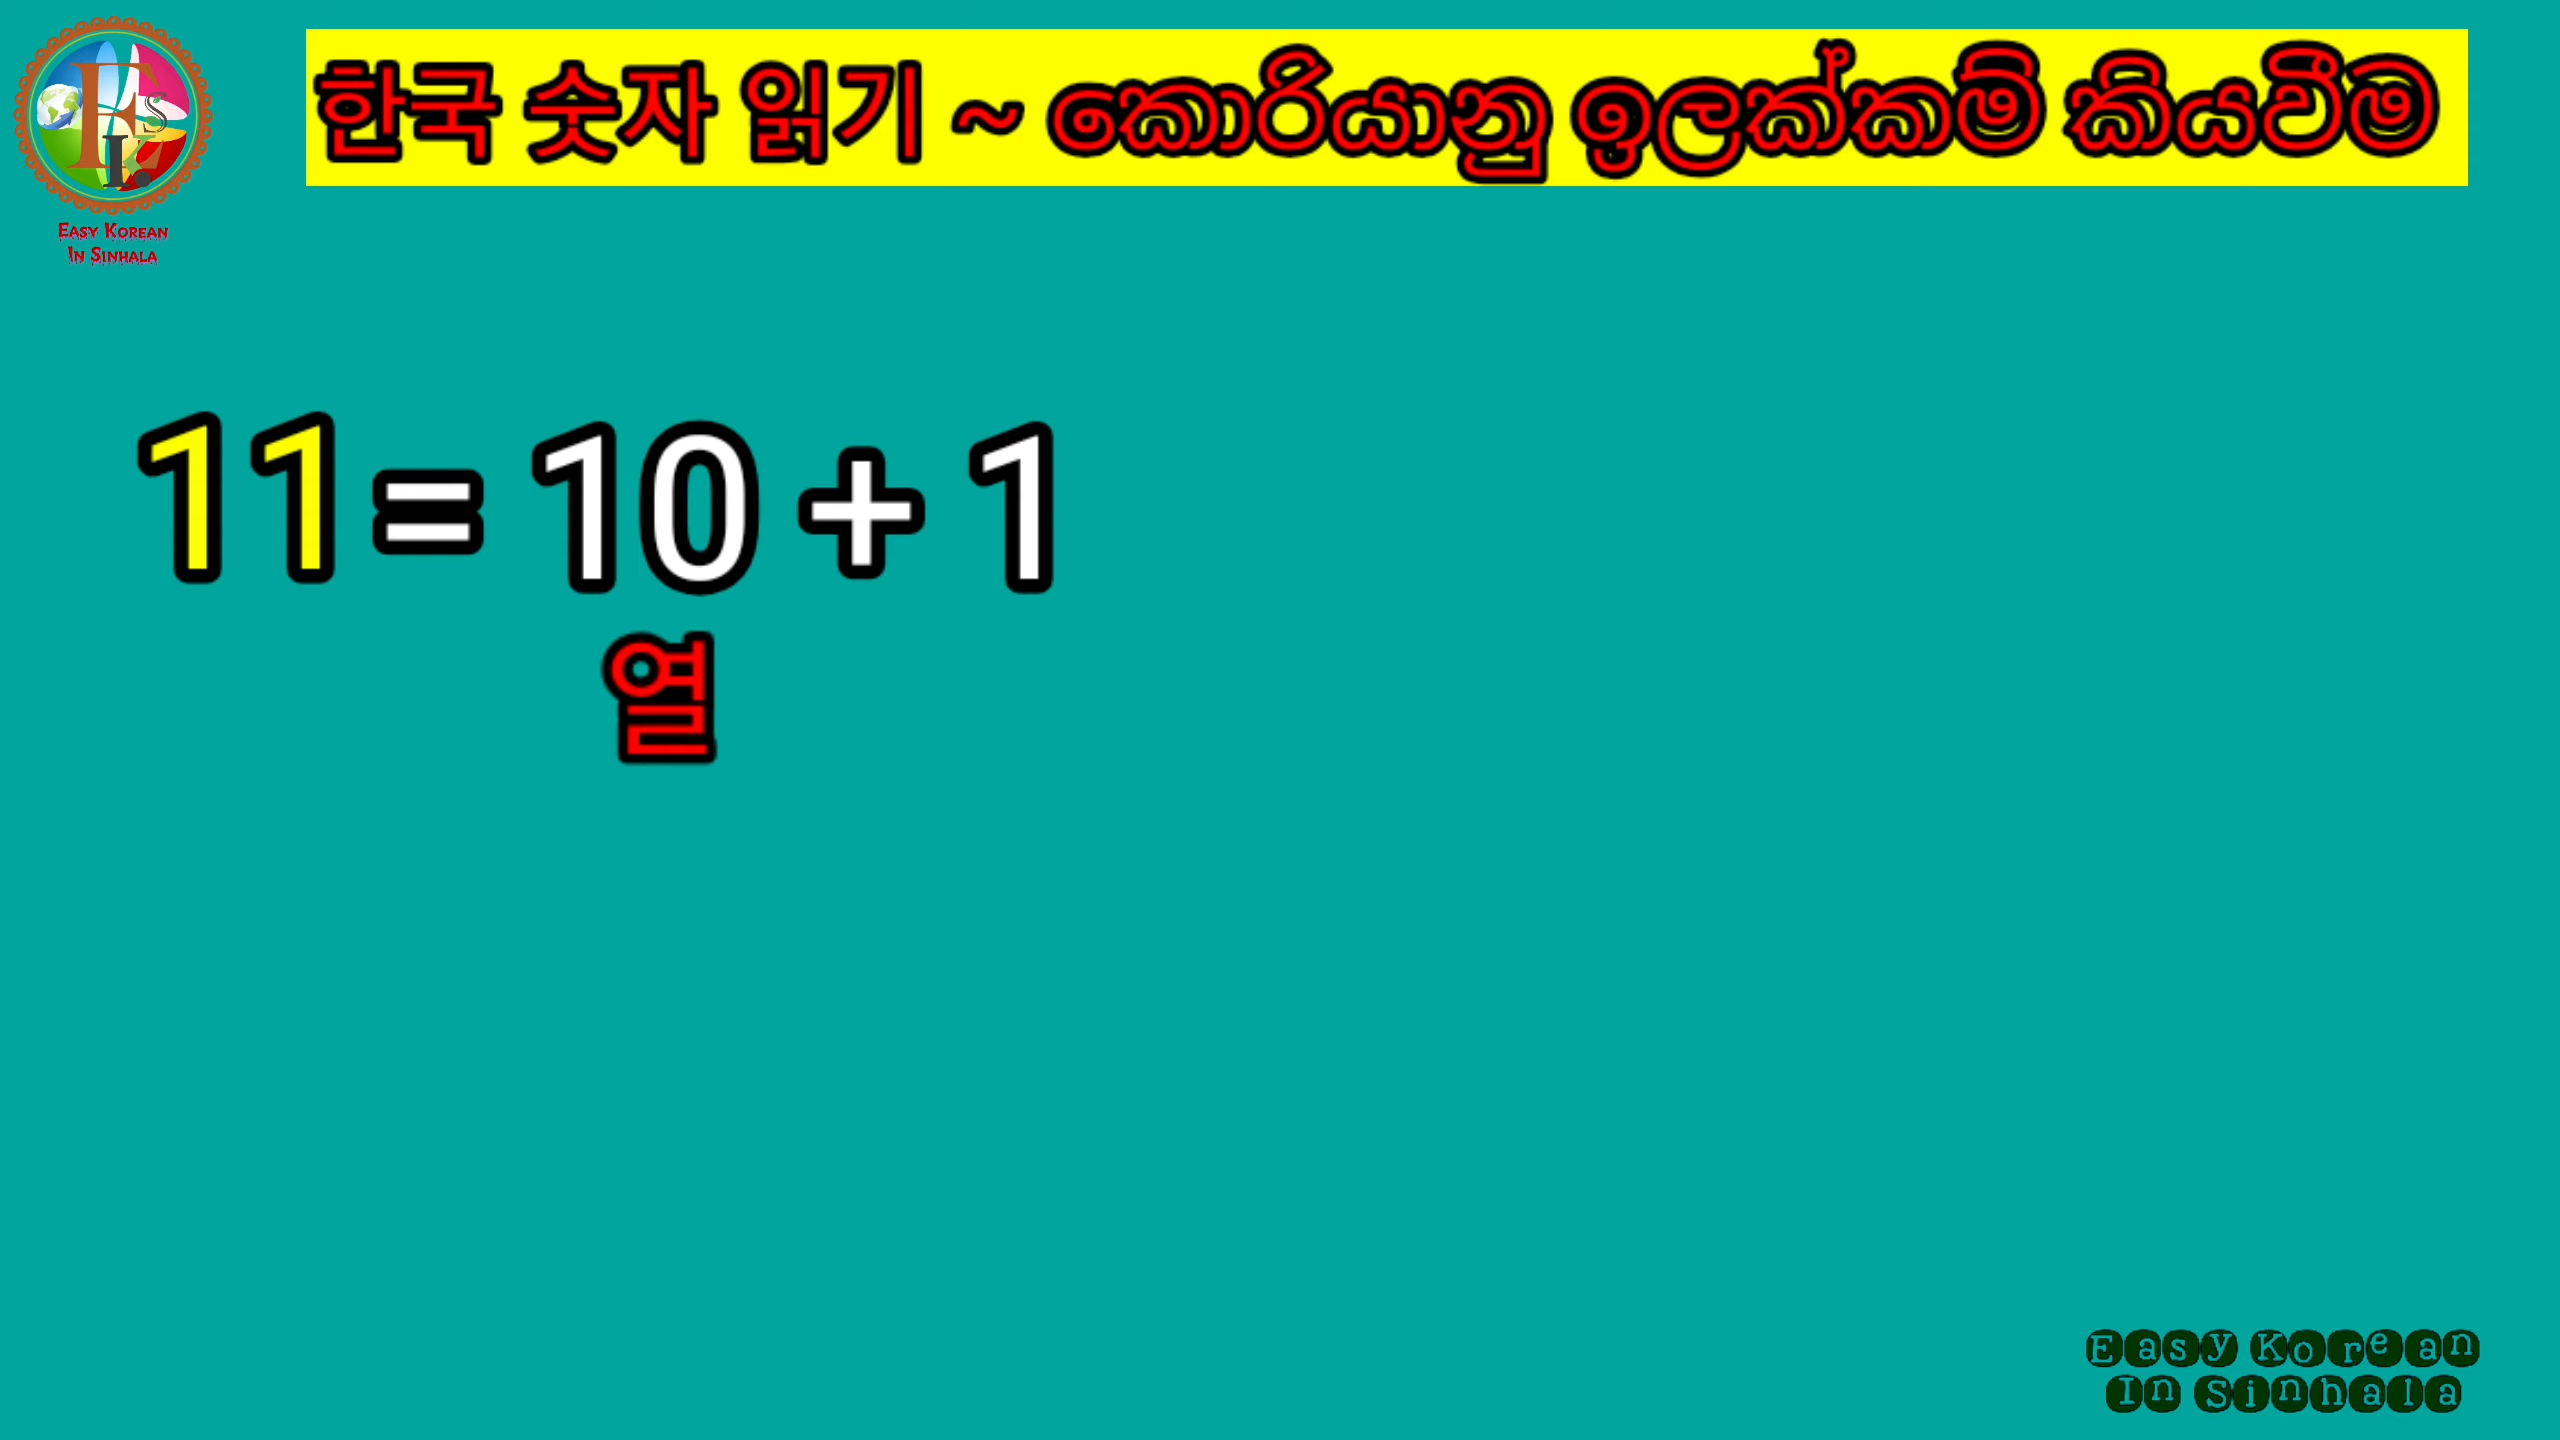 한국 숫자 읽기 ~ කොරියානු ඉලක්කම් කියවීම
EASY KOREAN
IN SINHALA
11 = 10 + 1
열
Easy Korean
In Sinhala